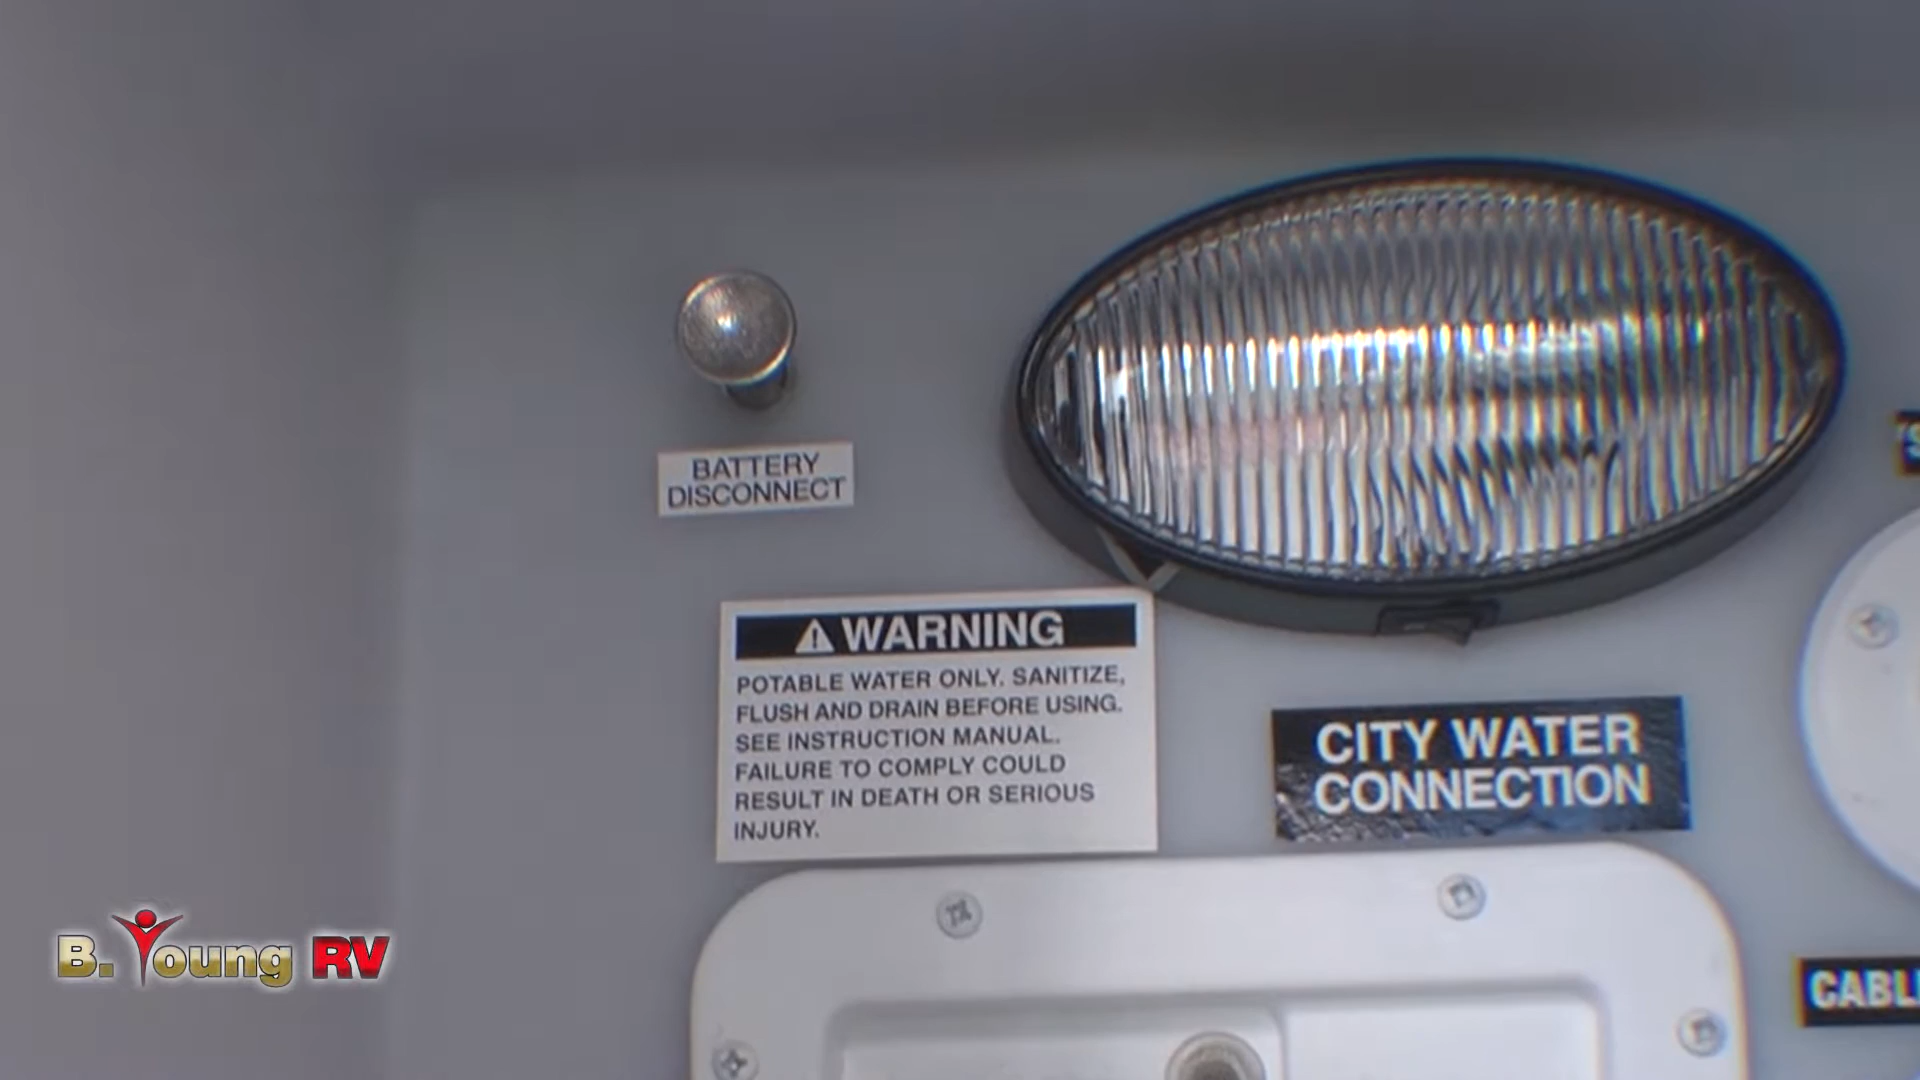 BATTERY
DISCONNECT
WARNING
POTABLE WATER ONLY. SANITIZE,
FLUSH AND DRAIN BEFORE USING.
SEE INSTRUCTION MANUAL.
FAILURE TO COMPLY COULD
RESULT IN DEATH OR SERIOUS
INJURY.
CITY WATER
CONNECTION
B. Young RV